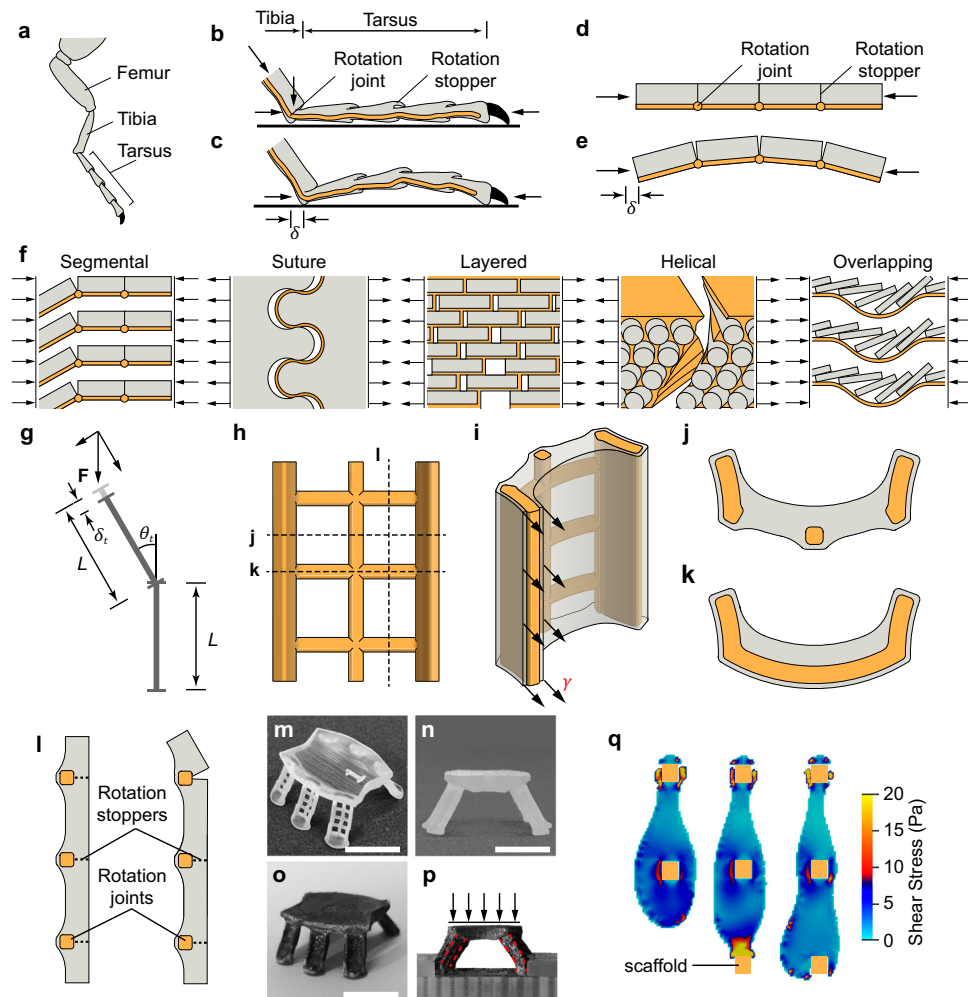 a
Femur
Tibia
Tarsus
b
Tibia
Tarsus
Rotation
joint
Rotation
stopper
c
δ
d
Rotation
joint
Rotation
stopper
e
δ
f
Segmental
Suture
Layered
Helical
Overlapping
g
F
δt
θt
L
L
h
l
j
k
i
γ
j
k
l
Rotation
stoppers
Rotation
joints
m
1
n
o
p
q
scaffold
20
15
10
5
0
Shear Stress (Pa)